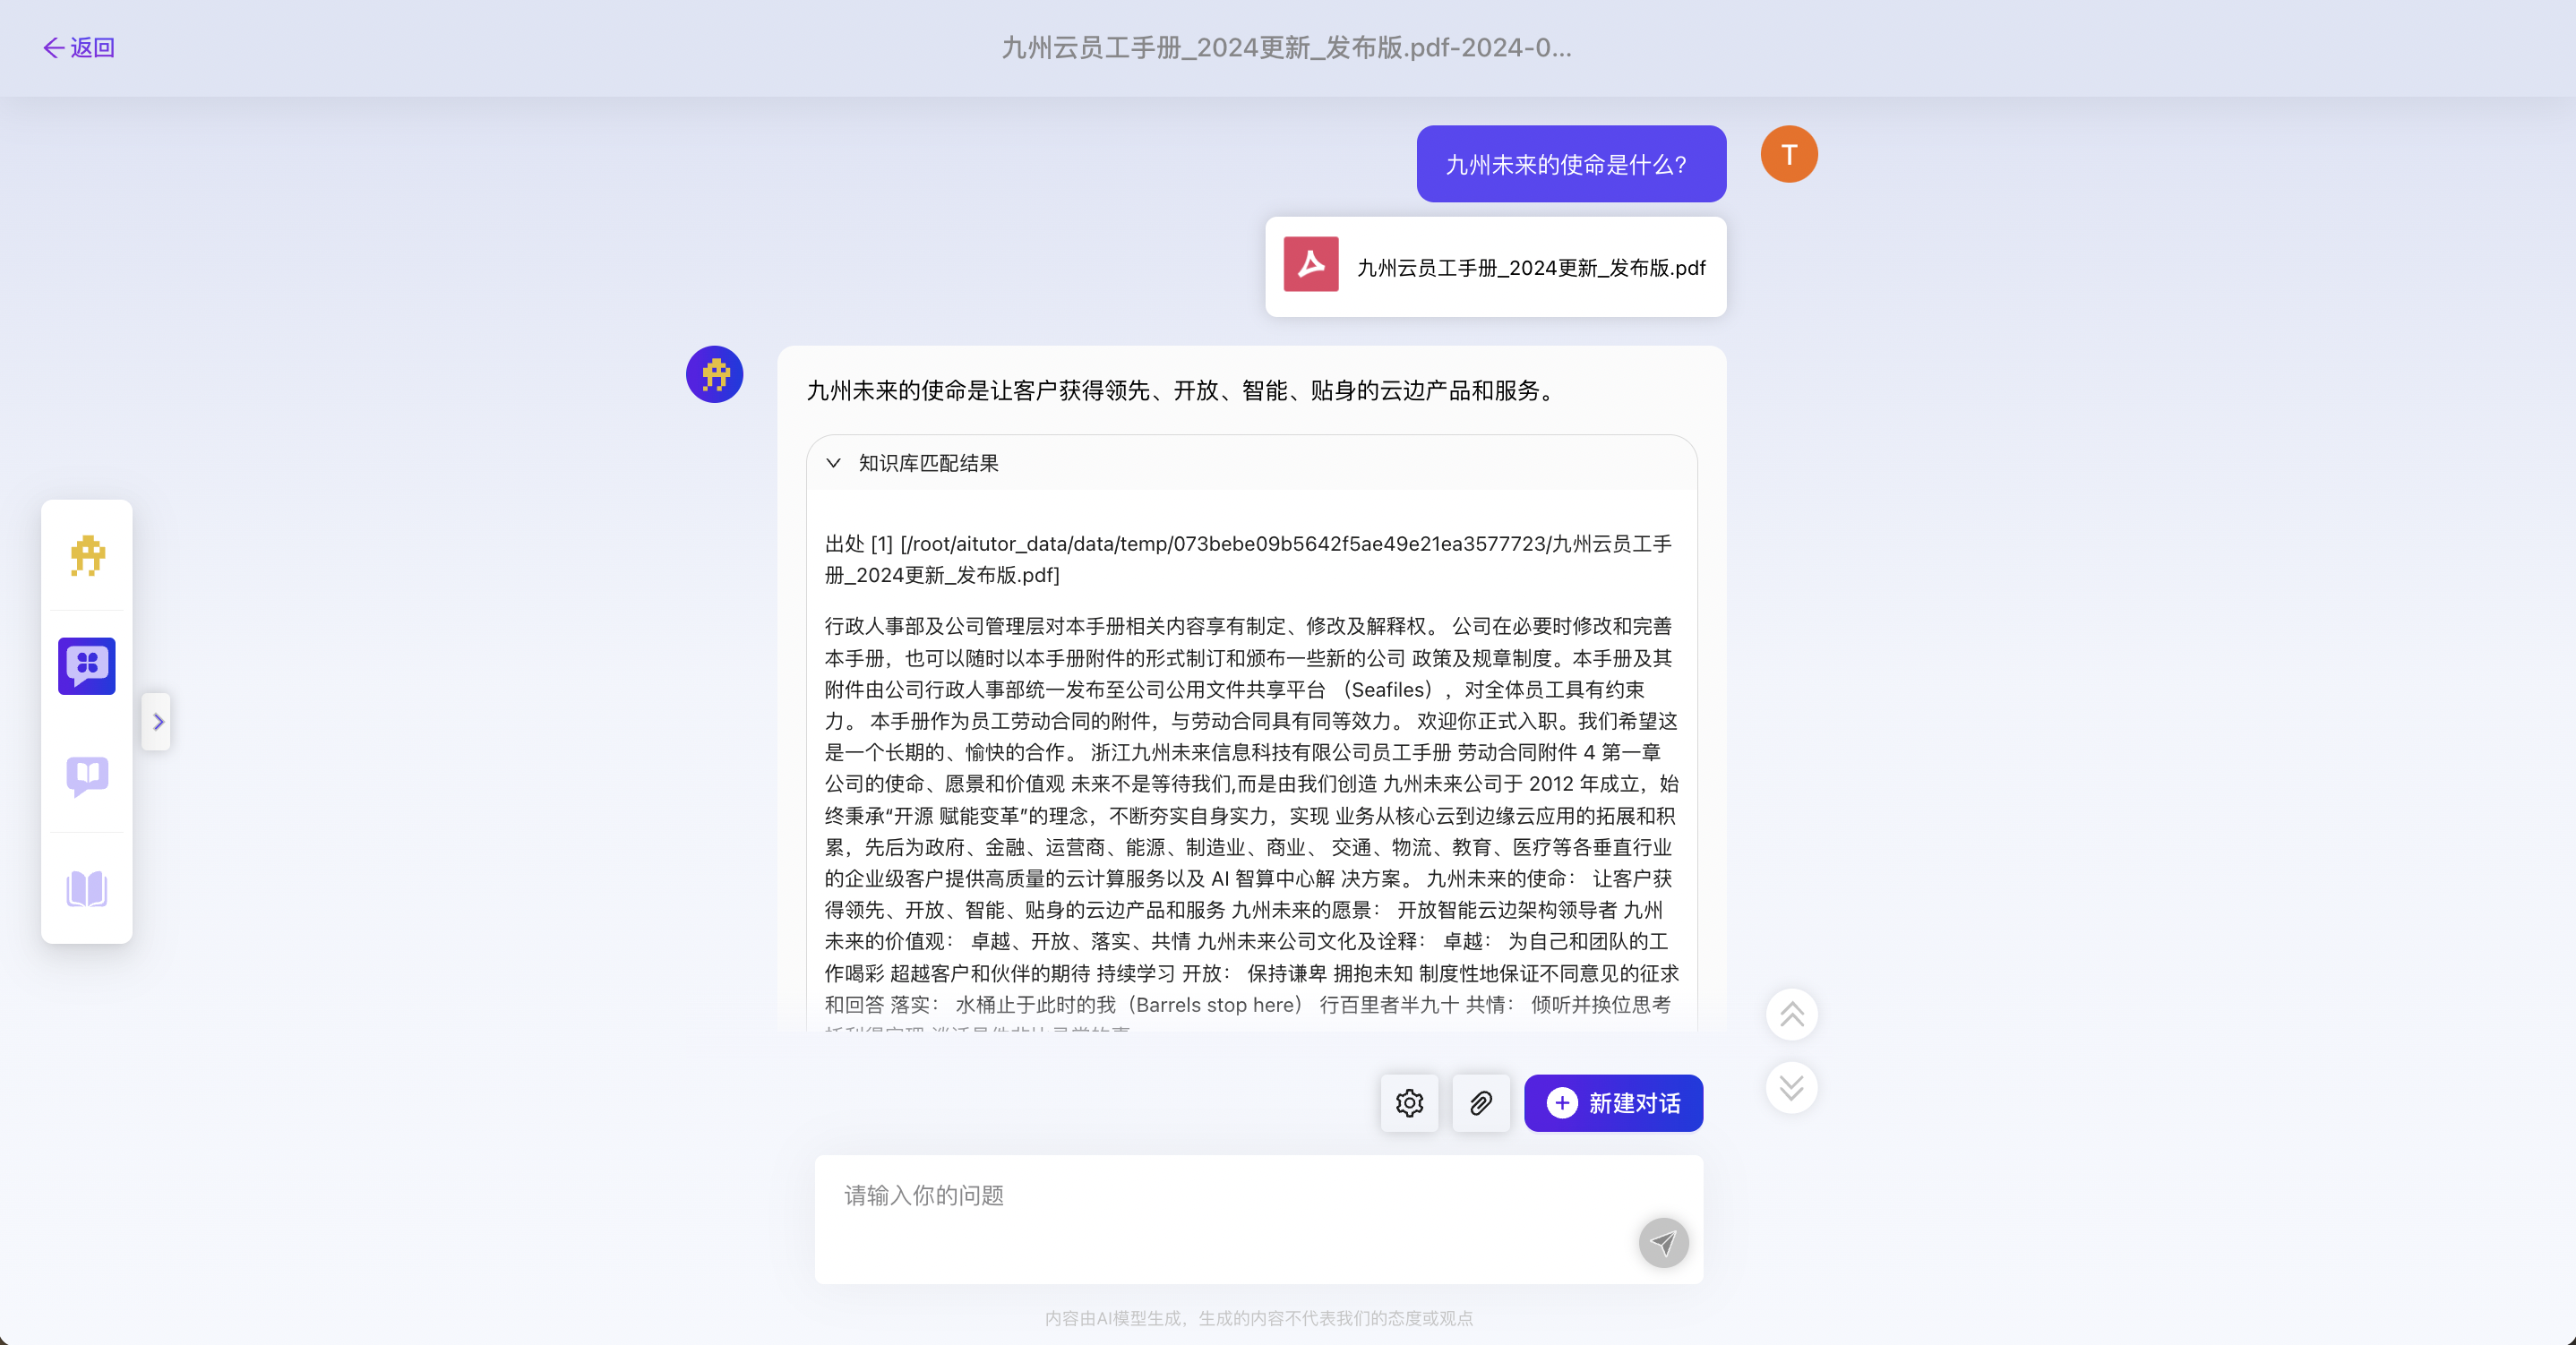 返回
九州云员工手册_2024更新_发布版.pdf-2024-0...
九州未来的使命是什么?
T
九州云员工手册_2024更新_发布版.pdf
九州未来的使命是让客户获得领先、开放、智能、贴身的云边产品和服务。
知识库匹配结果
出处 [1] [/root/aitutor_data/data/temp/073bebe09b5642f5ae49e21ea3577723/九州云员工手
册_2024更新_发布版.pdf]
行政人事部及公司管理层对本手册相关内容享有制定、修改及解释权。 公司在必要时修改和完善
本手册，也可以随时以本手册附件的形式制订和颁布一些新的公司 政策及规章制度。本手册及其
附件由公司行政人事部统一发布至公司公用文件共享平台 （Seafiles），对全体员工具有约束
力。 本手册作为员工劳动合同的附件，与劳动合同具有同等效力。 欢迎你正式入职。我们希望这
是一个长期的、愉快的合作。 浙江九州未来信息科技有限公司员工手册 劳动合同附件 4 第一章
公司的使命、愿景和价值观 未来不是等待我们,而是由我们创造 九州未来公司于 2012 年成立，始
终秉承“开源 赋能变革”的理念，不断夯实自身实力，实现 业务从核心云到边缘云应用的拓展和积
累，先后为政府、金融、运营商、能源、制造业、商业、 交通、物流、教育、医疗等各垂直行业
的企业级客户提供高质量的云计算服务以及 AI 智算中心解 决方案。 九州未来的使命： 让客户获
得领先、开放、智能、贴身的云边产品和服务 九州未来的愿景： 开放智能云边架构领导者 九州
未来的价值观： 卓越、开放、落实、共情 九州未来公司文化及诠释： 卓越： 为自己和团队的工
作喝彩 超越客户和伙伴的期待 持续学习 开放： 保持谦卑 拥抱未知 制度性地保证不同意见的征求
和回答 落实： 水桶止于此时的我（Barrels stop here） 行百里者半九十 共情： 倾听并换位思考
新建对话
请输入你的问题
内容由AI模型生成，生成的内容不代表我们的态度或观点